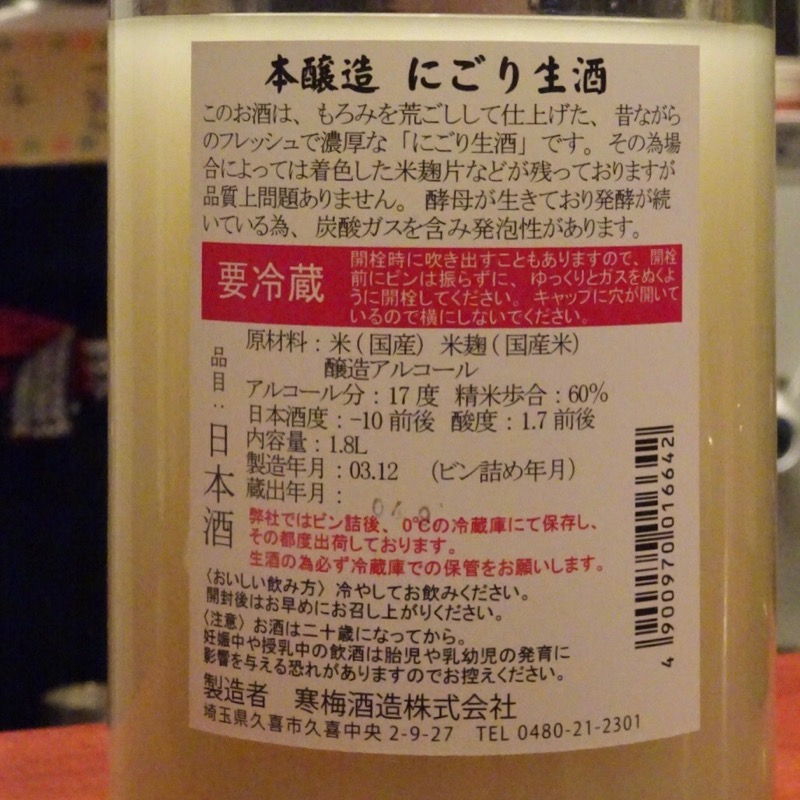 本醸造 にごり生酒
このお酒は、もろみを荒ごしして仕上げた、昔ながら
のフレッシュで濃厚な「にごり生酒」です。その為場
合によっては着色した米麹片などが残っておりますが
品質上問題ありません。酵母が生きており発酵が続
いている為、炭酸ガスを含み発泡性があります。
要冷蔵
開栓時に吹き出すこともありますので、開栓
前にビンは振らずに、ゆっくりとガスをぬくよ
うに開栓してください。キャップに穴が開いて
いるので横にしないでください。
品目：日本酒
原材料：米(国産) 米麹(国産米)
醸造アルコール
アルコール分：17度 精米歩合：60%
日本酒度：-10前後 酸度：1.7前後
内容量：1.8L
製造年月：03.12 (ビン詰め年月)
蔵出年月：
弊社ではビン詰後、0℃の冷蔵庫にて保存し、
その都度出荷しております。
生酒の為必ず冷蔵庫での保管をお願いします。
〈おいしい飲み方〉冷やしてお飲みください。
開封後はお早めにお召し上がりください。
〈注意〉お酒は二十歳になってから。
妊娠中や授乳中の飲酒は胎児や乳幼児の発育に
影響を与える恐れがありますのでお控えください。
製造者 寒梅酒造株式会社
埼玉県久喜市久喜中央 2-9-27 TEL 0480-21-2301
4 900970 016642